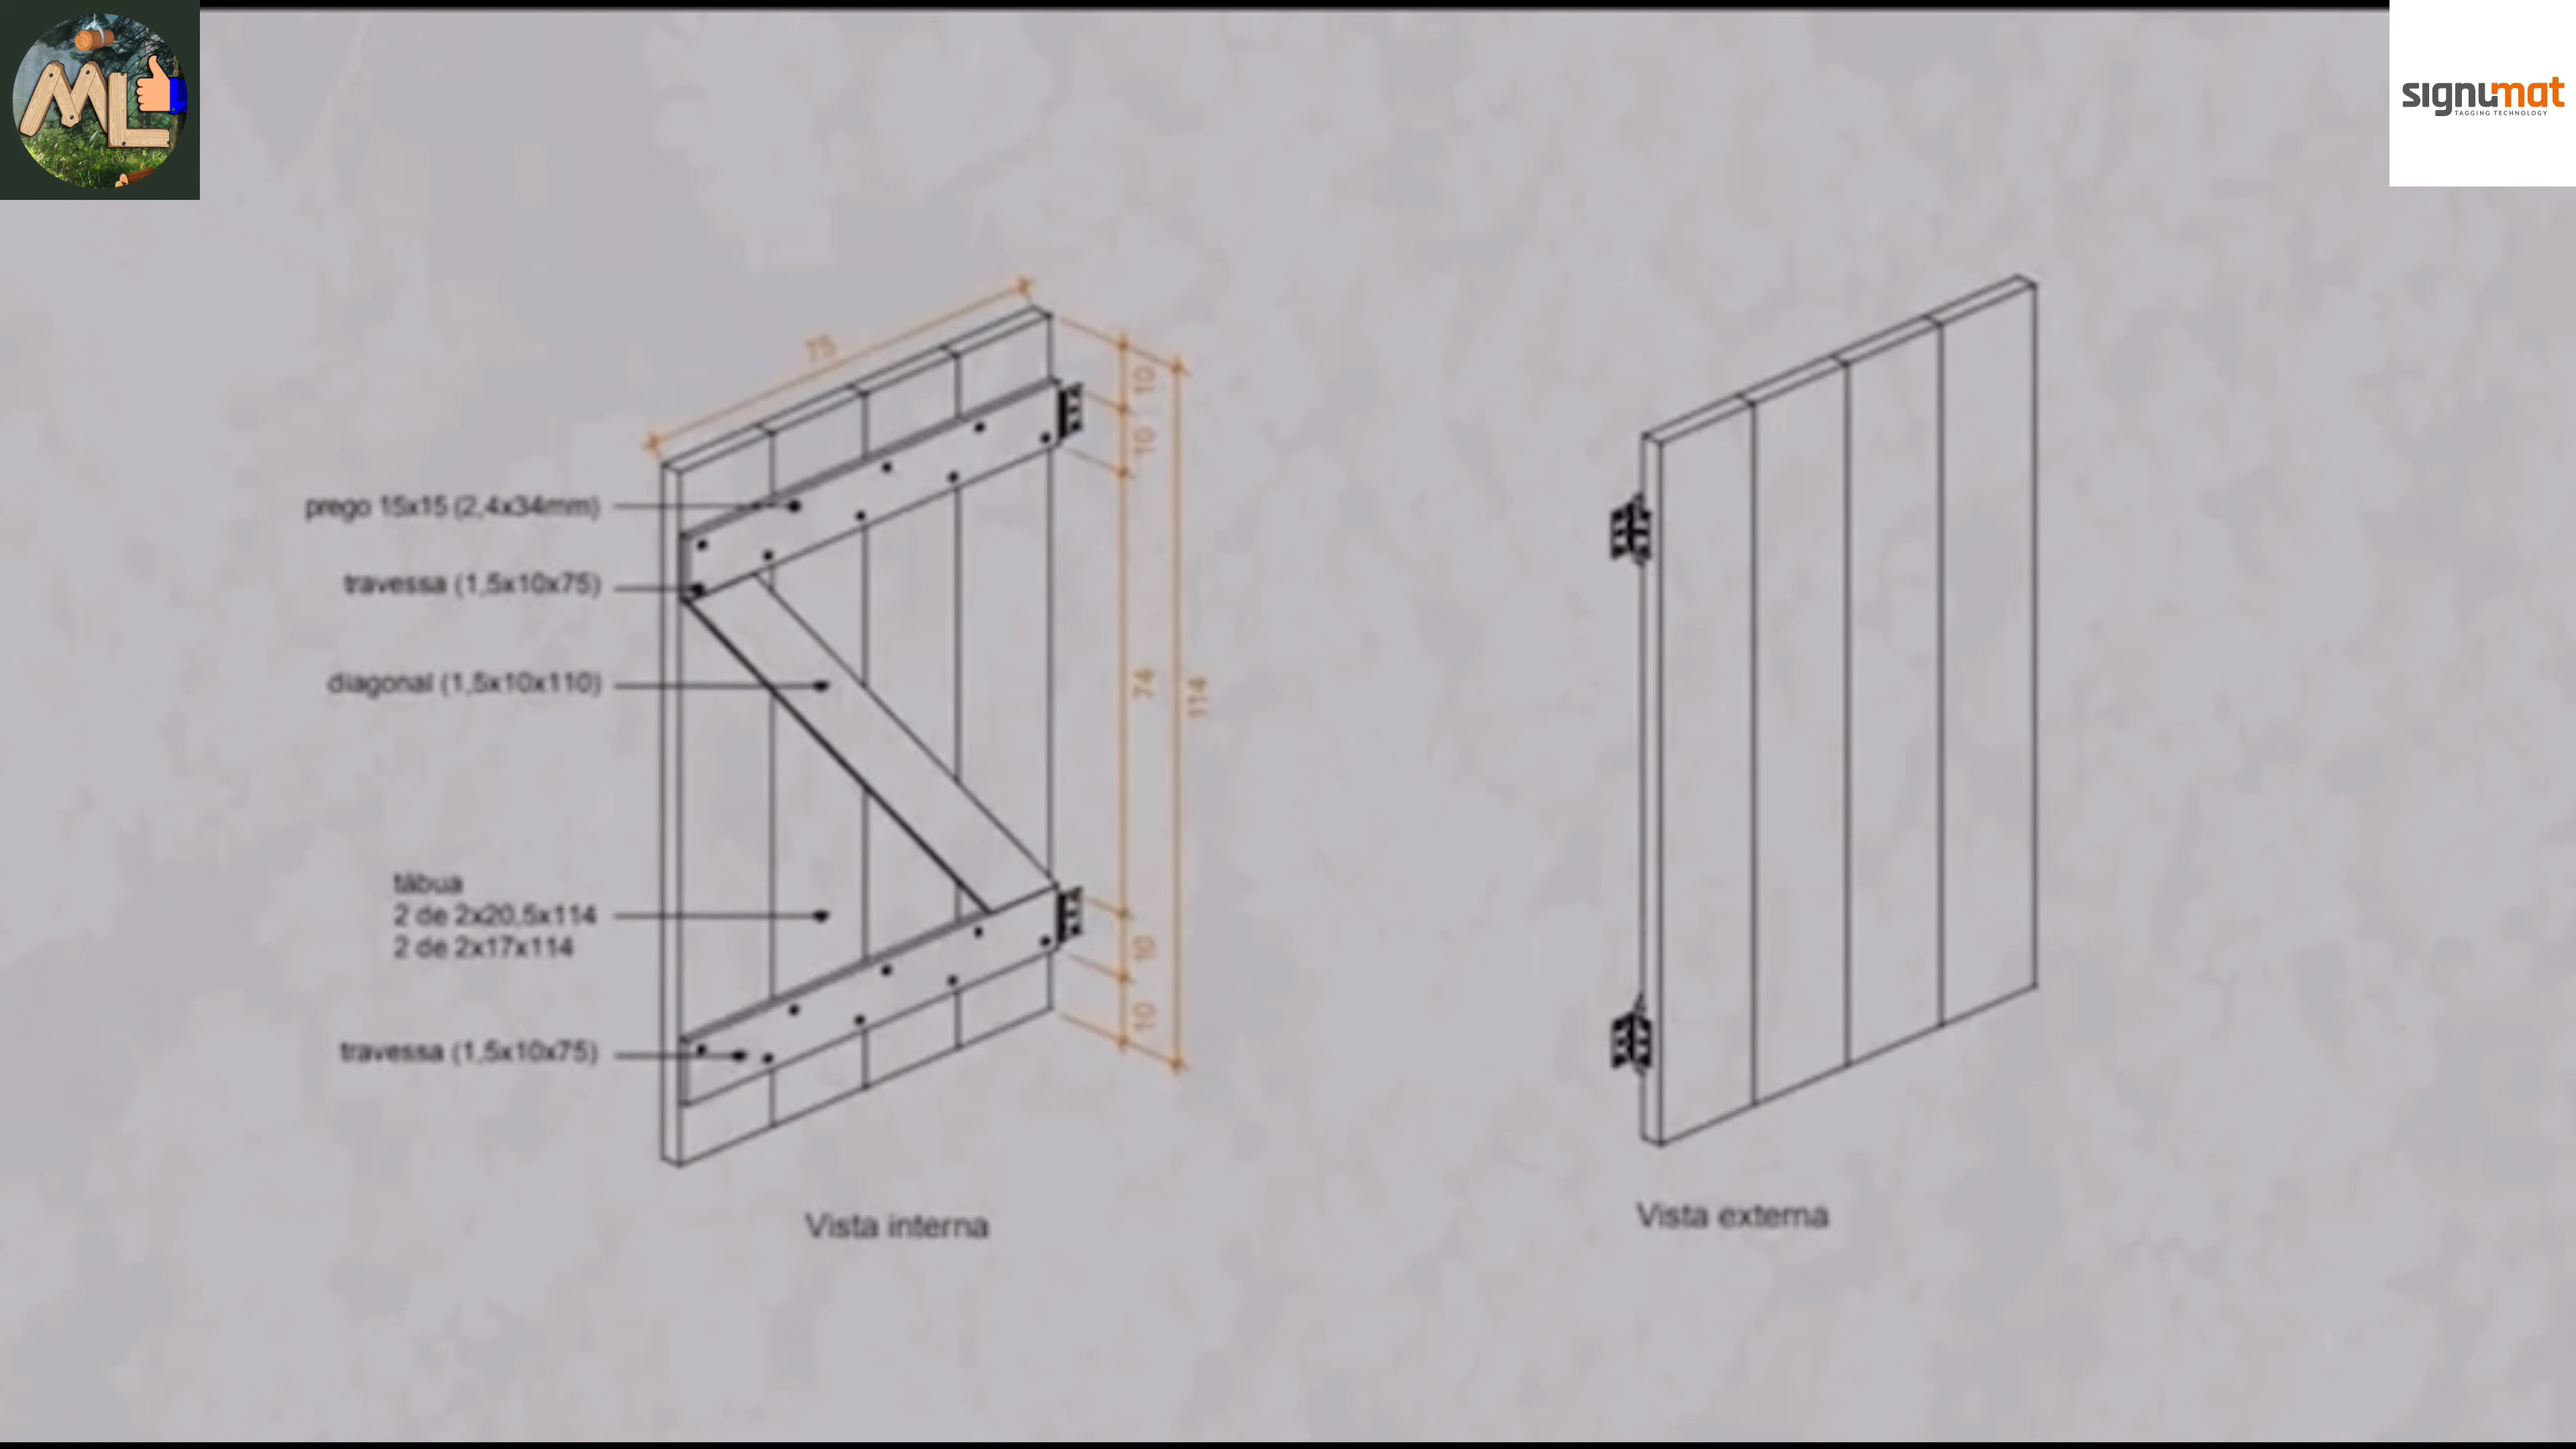 ML
signumat
TAGGING TECHNOLOGY
75
10
10
prego 15x15 (2,4x34mm)
travessa (1,5x10x75)
diagonal (1,5x10x110)
74
114
tábua
2 de 2x20,5x114
2 de 2x17x114
10
10
travessa (1,5x10x75)
Vista interna
Vista externa